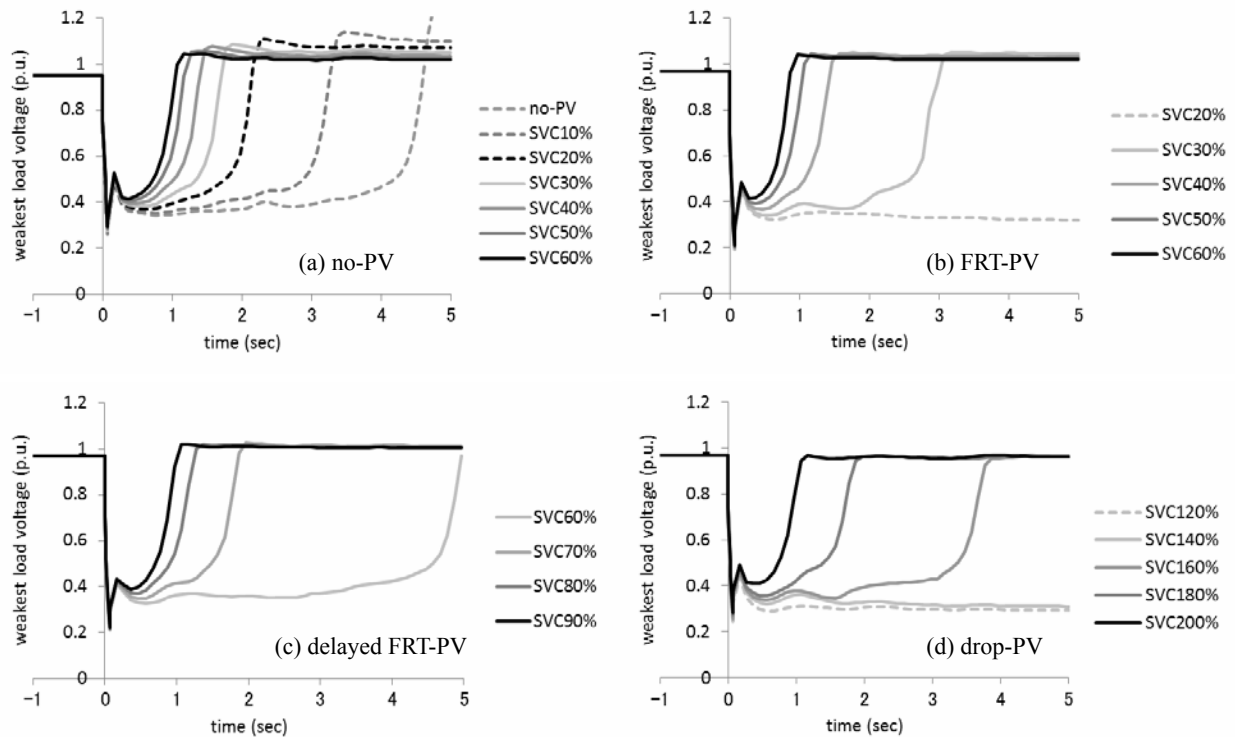 weakest load voltage (p.u.)
1.2
1
0.8
0.6
0.4
0.2
0
−1
0
1
2
3
4
5
time (sec)
(a) no-PV
no-PV
SVC10%
SVC20%
SVC30%
SVC40%
SVC50%
SVC60%
weakest load voltage (p.u.)
1.2
1
0.8
0.6
0.4
0.2
0
−1
0
1
2
3
4
5
time (sec)
(b) FRT-PV
SVC20%
SVC30%
SVC40%
SVC50%
SVC60%
weakest load voltage (p.u.)
1.2
1
0.8
0.6
0.4
0.2
0
−1
0
1
2
3
4
5
time (sec)
(c) delayed FRT-PV
SVC60%
SVC70%
SVC80%
SVC90%
weakest load voltage (p.u.)
1.2
1
0.8
0.6
0.4
0.2
0
−1
0
1
2
3
4
5
time (sec)
(d) drop-PV
SVC120%
SVC140%
SVC160%
SVC180%
SVC200%